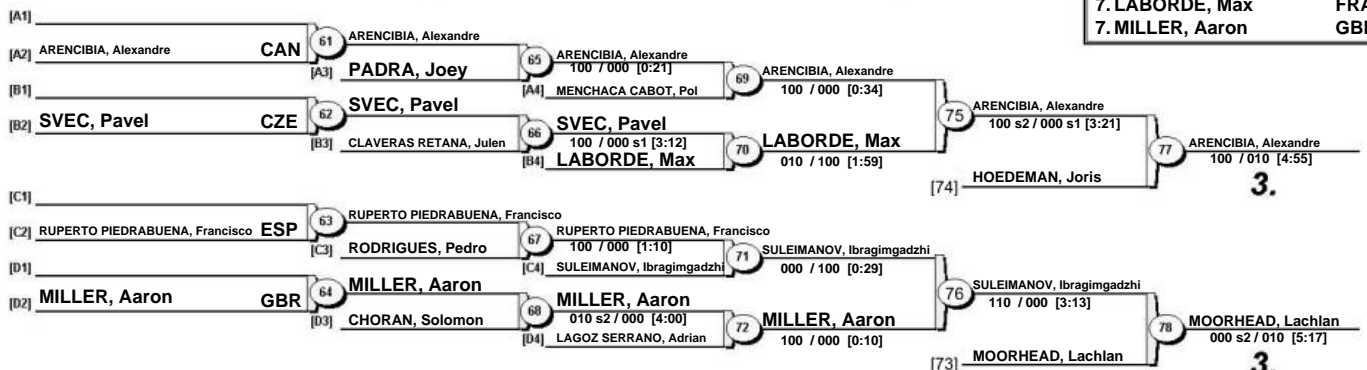 7. LABORDE, Max FRA
7. MILLER, Aaron GBR
[A1]
[A2] ARENCIBIA, Alexandre CAN
61 ARENCIBIA, Alexandre
[A3] PADRA, Joey
65 ARENCIBIA, Alexandre
100 / 000 [0:21]
[A4] MENCHACA CABOT, Pol
69 ARENCIBIA, Alexandre
100 / 000 [0:34]
[B1]
[B2] SVEC, Pavel CZE
62 SVEC, Pavel
[B3] CLAVERAS RETANA, Julen
66 SVEC, Pavel
100 / 000 s1 [3:12]
[B4] LABORDE, Max
70 LABORDE, Max
010 / 100 [1:59]
75 ARENCIBIA, Alexandre
100 s2 / 000 s1 [3:21]
[74] HOEDEMAN, Joris
77 ARENCIBIA, Alexandre
100 / 010 [4:55]
3.
[C1]
[C2] RUPERTO PIEDRABUENA, Francisco ESP
63 RUPERTO PIEDRABUENA, Francisco
[C3] RODRIGUES, Pedro
67 RUPERTO PIEDRABUENA, Francisco
100 / 000 [1:10]
[C4] SULEIMANOV, Ibragimgadzhi
71 SULEIMANOV, Ibragimgadzhi
000 / 100 [0:29]
[D1]
[D2] MILLER, Aaron GBR
64 MILLER, Aaron
[D3] CHORAN, Solomon
68 MILLER, Aaron
010 s2 / 000 [4:00]
[D4] LAGOZ SERRANO, Adrian
72 MILLER, Aaron
100 / 000 [0:10]
76 SULEIMANOV, Ibragimgadzhi
110 / 000 [3:13]
[73] MOORHEAD, Lachlan
78 MOORHEAD, Lachlan
000 s2 / 010 [5:17]
3.